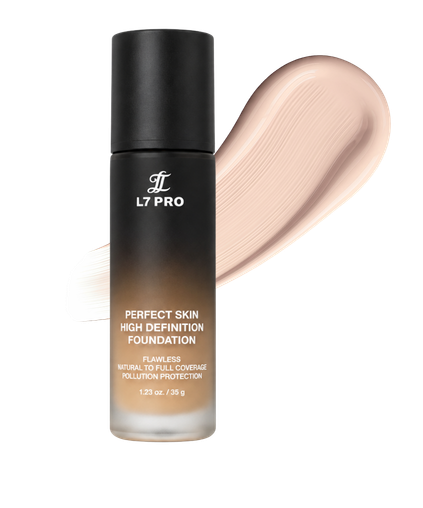 L7 PRO
PERFECT SKIN
HIGH DEFINITION
FOUNDATION
FLAWLESS
NATURAL TO FULL COVERAGE
POLLUTION PROTECTION
1.23 oz. / 35 g